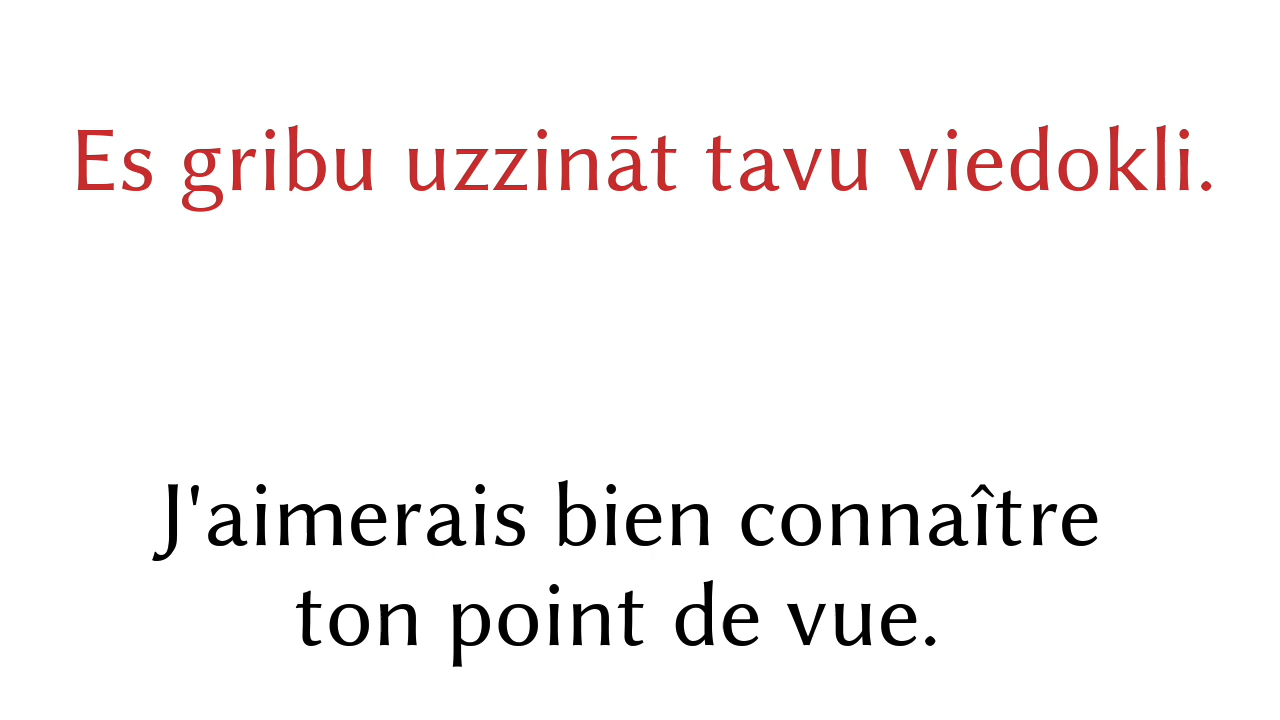 Es gribu uzzināt tavu viedokli.
J'aimerais bien connaître
ton point de vue.